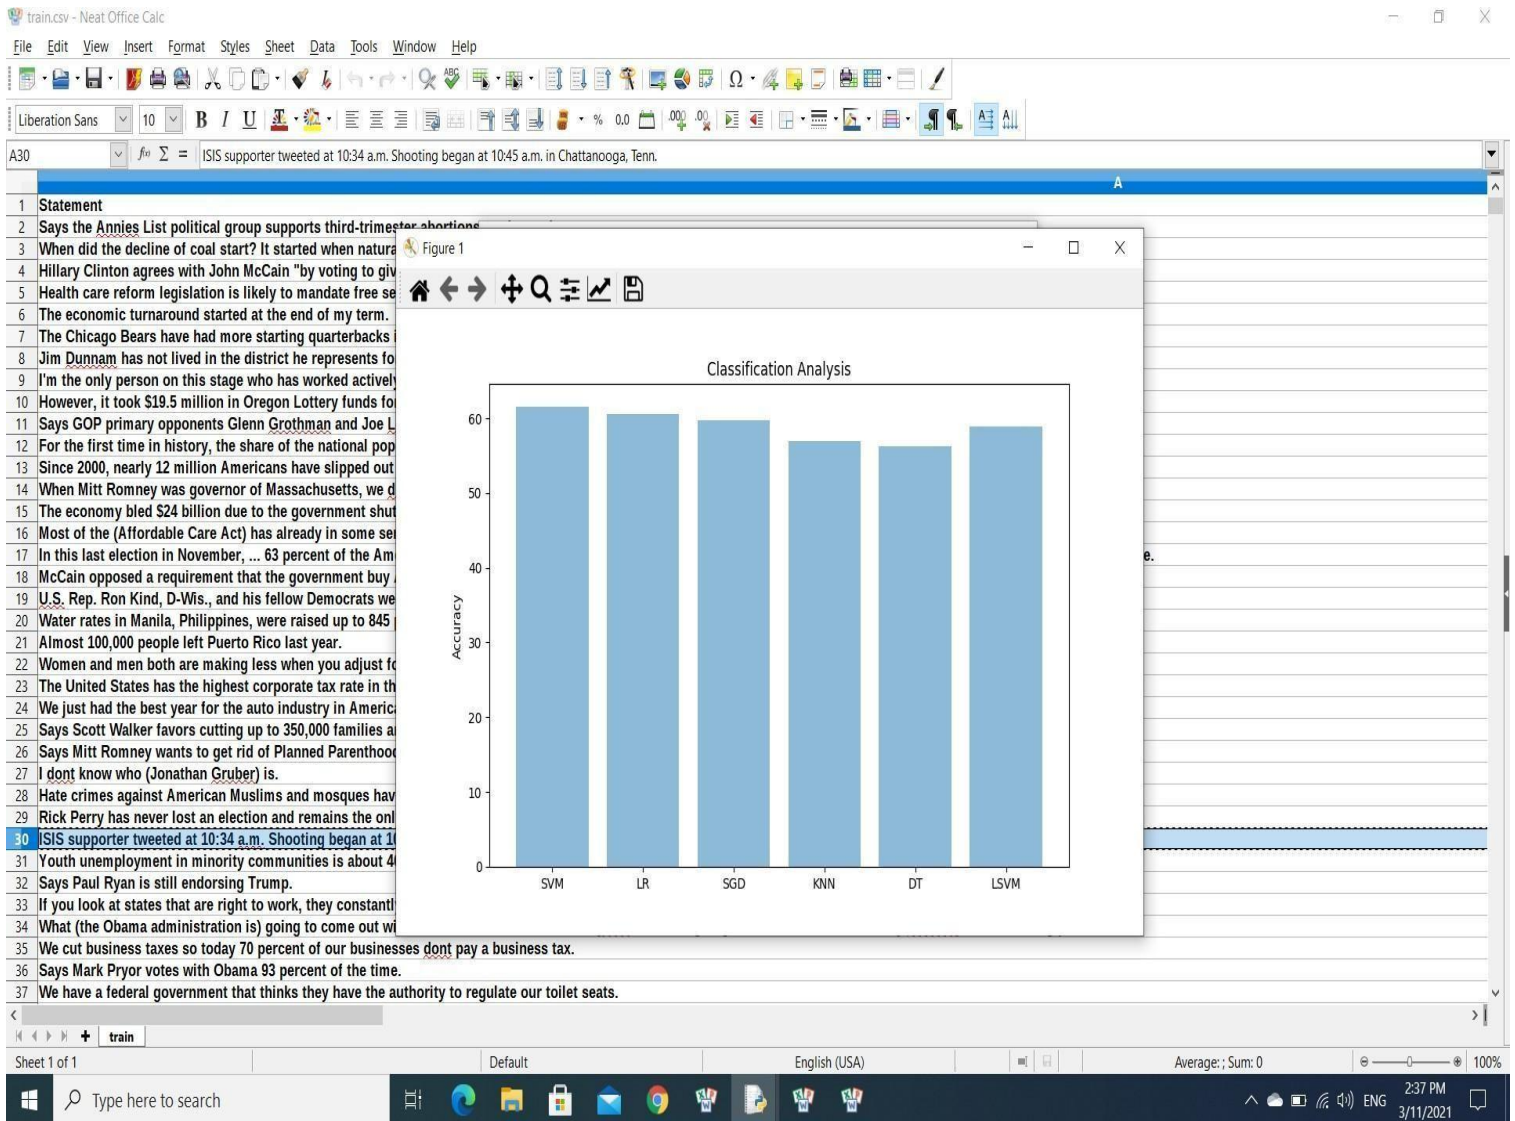 train.csv - Neat Office Calc
File Edit View Insert Format Styles Sheet Data Tools Window Help
Liberation Sans 10 B I U % 0.0
A30 f(x) Σ = ISIS supporter tweeted at 10:34 a.m. Shooting began at 10:45 a.m. in Chattanooga, Tenn.
A
1 Statement
2 Says the Annies List political group supports third-trimester abortions
3 When did the decline of coal start? It started when natura
4 Hillary Clinton agrees with John McCain "by voting to giv
5 Health care reform legislation is likely to mandate free se
6 The economic turnaround started at the end of my term.
7 The Chicago Bears have had more starting quarterbacks i
8 Jim Dunnam has not lived in the district he represents fo
9 I'm the only person on this stage who has worked actively
10 However, it took $19.5 million in Oregon Lottery funds fo
11 Says GOP primary opponents Glenn Grothman and Joe L
12 For the first time in history, the share of the national pop
13 Since 2000, nearly 12 million Americans have slipped out
14 When Mitt Romney was governor of Massachusetts, we d
15 The economy bled $24 billion due to the government shut
16 Most of the (Affordable Care Act) has already in some se
17 In this last election in November, ... 63 percent of the Am e.
18 McCain opposed a requirement that the government buy
19 U.S. Rep. Ron Kind, D-Wis., and his fellow Democrats we
20 Water rates in Manila, Philippines, were raised up to 845
21 Almost 100,000 people left Puerto Rico last year.
22 Women and men both are making less when you adjust fo
23 The United States has the highest corporate tax rate in th
24 We just had the best year for the auto industry in America
25 Says Scott Walker favors cutting up to 350,000 families a
26 Says Mitt Romney wants to get rid of Planned Parenthood
27 I dont know who (Jonathan Gruber) is.
28 Hate crimes against American Muslims and mosques hav
29 Rick Perry has never lost an election and remains the onl
30 ISIS supporter tweeted at 10:34 a.m. Shooting began at 10
31 Youth unemployment in minority communities is about 4
32 Says Paul Ryan is still endorsing Trump.
33 If you look at states that are right to work, they constantl
34 What (the Obama administration is) going to come out wi
35 We cut business taxes so today 70 percent of our businesses dont pay a business tax.
36 Says Mark Pryor votes with Obama 93 percent of the time.
37 We have a federal government that thinks they have the authority to regulate our toilet seats.
Figure 1
Classification Analysis
Accuracy
60
50
40
30
20
10
0
SVM LR SGD KNN DT LSVM
train
Sheet 1 of 1 Default English (USA) Average: ; Sum: 0 100%
Type here to search
ENG
2:37 PM
3/11/2021